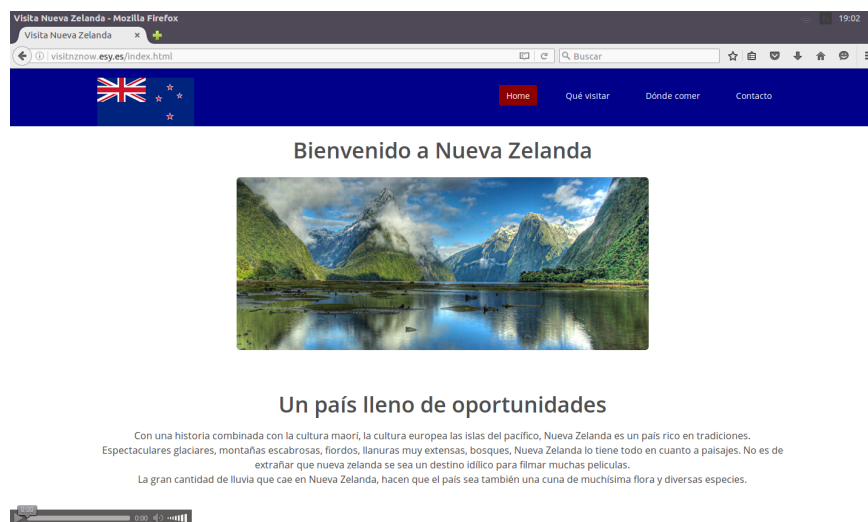 Visita Nueva Zelanda - Mozilla Firefox
19:02
Visita Nueva Zelanda
visitnznow.esy.es/index.html
Buscar
Home Qué visitar Dónde comer Contacto
Bienvenido a Nueva Zelanda
Un país lleno de oportunidades
Con una historia combinada con la cultura maorí, la cultura europea las islas del pacífico, Nueva Zelanda es un país rico en tradiciones.
Espectaculares glaciares, montañas escabrosas, fiordos, llanuras muy extensas, bosques, Nueva Zelanda lo tiene todo en cuanto a paisajes. No es de
extrañar que nueva zelanda se sea un destino idílico para filmar muchas peliculas.
La gran cantidad de lluvia que cae en Nueva Zelanda, hacen que el país sea también una cuna de muchísima flora y diversas especies.
0:00
0:00